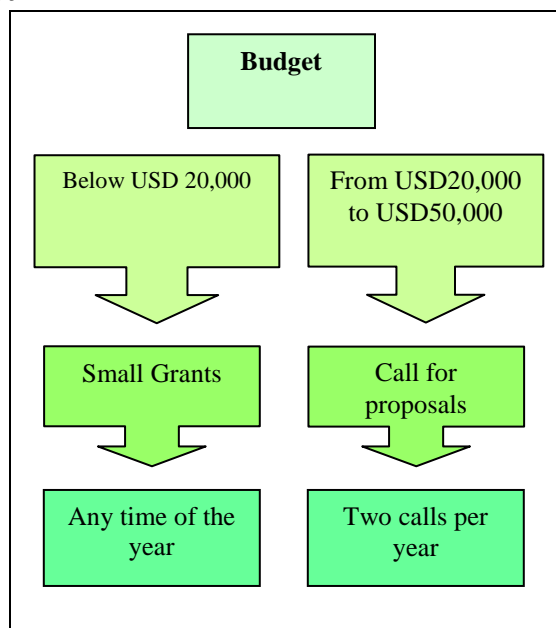 Budget
Below USD 20,000
From USD20,000
to USD50,000
Small Grants
Call for
proposals
Any time of the
year
Two calls per
year